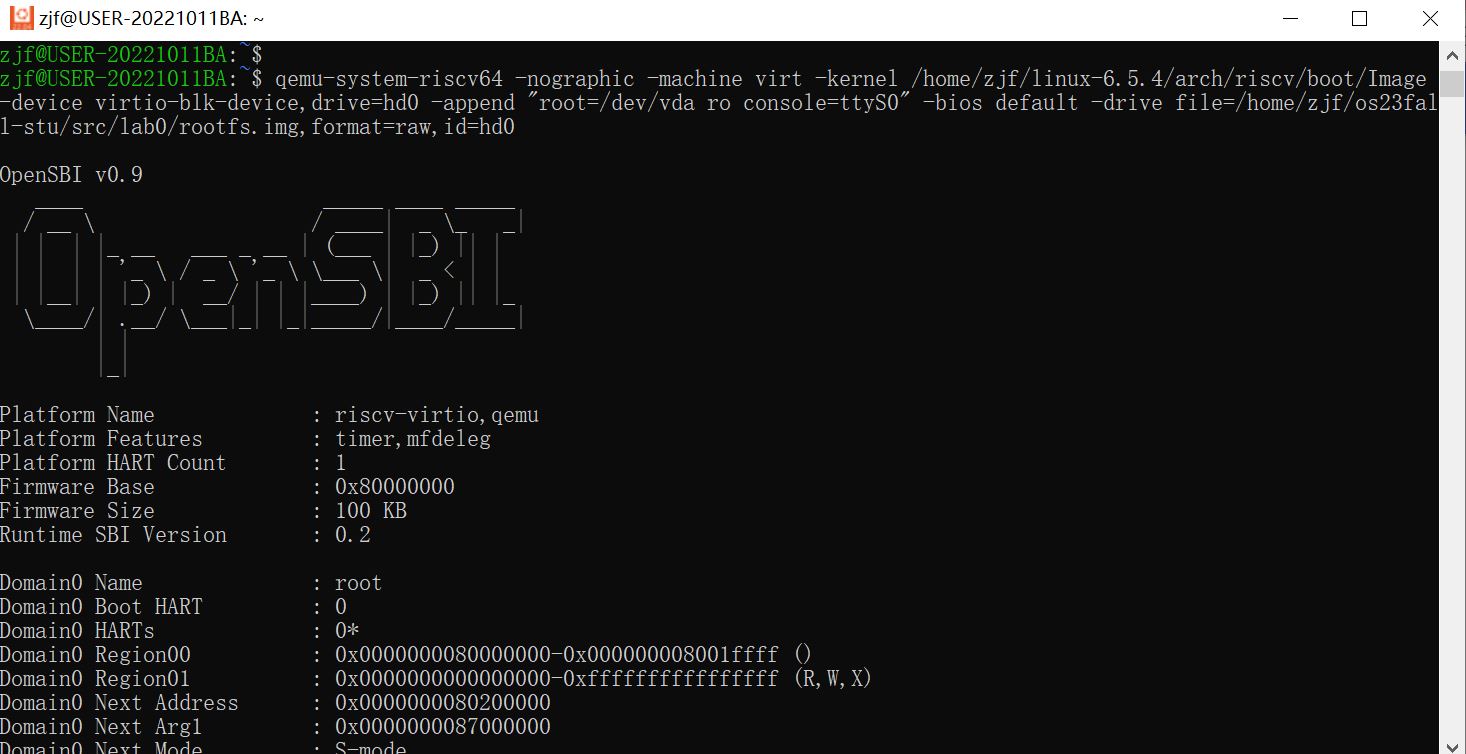 zjf@USER-20221011BA: ~
zjf@USER-20221011BA:~$
zjf@USER-20221011BA:~$ qemu-system-riscv64 -nographic -machine virt -kernel /home/zjf/linux-6.5.4/arch/riscv/boot/Image
-device virtio-blk-device,drive=hd0 -append "root=/dev/vda ro console=ttyS0" -bios default -drive file=/home/zjf/os23fal
l-stu/src/lab0/rootfs.img,format=raw,id=hd0
OpenSBI v0.9
OpenSBI
Platform Name : riscv-virtio,qemu
Platform Features : timer,mfdeleg
Platform HART Count : 1
Firmware Base : 0x80000000
Firmware Size : 100 KB
Runtime SBI Version : 0.2
Domain0 Name : root
Domain0 Boot HART : 0
Domain0 HARTs : 0*
Domain0 Region00 : 0x0000000080000000-0x000000008001ffff ()
Domain0 Region01 : 0x0000000000000000-0xffffffffffffffff (R,W,X)
Domain0 Next Address : 0x0000000080200000
Domain0 Next Arg1 : 0x0000000087000000
Domain0 Next Mode : S-mode